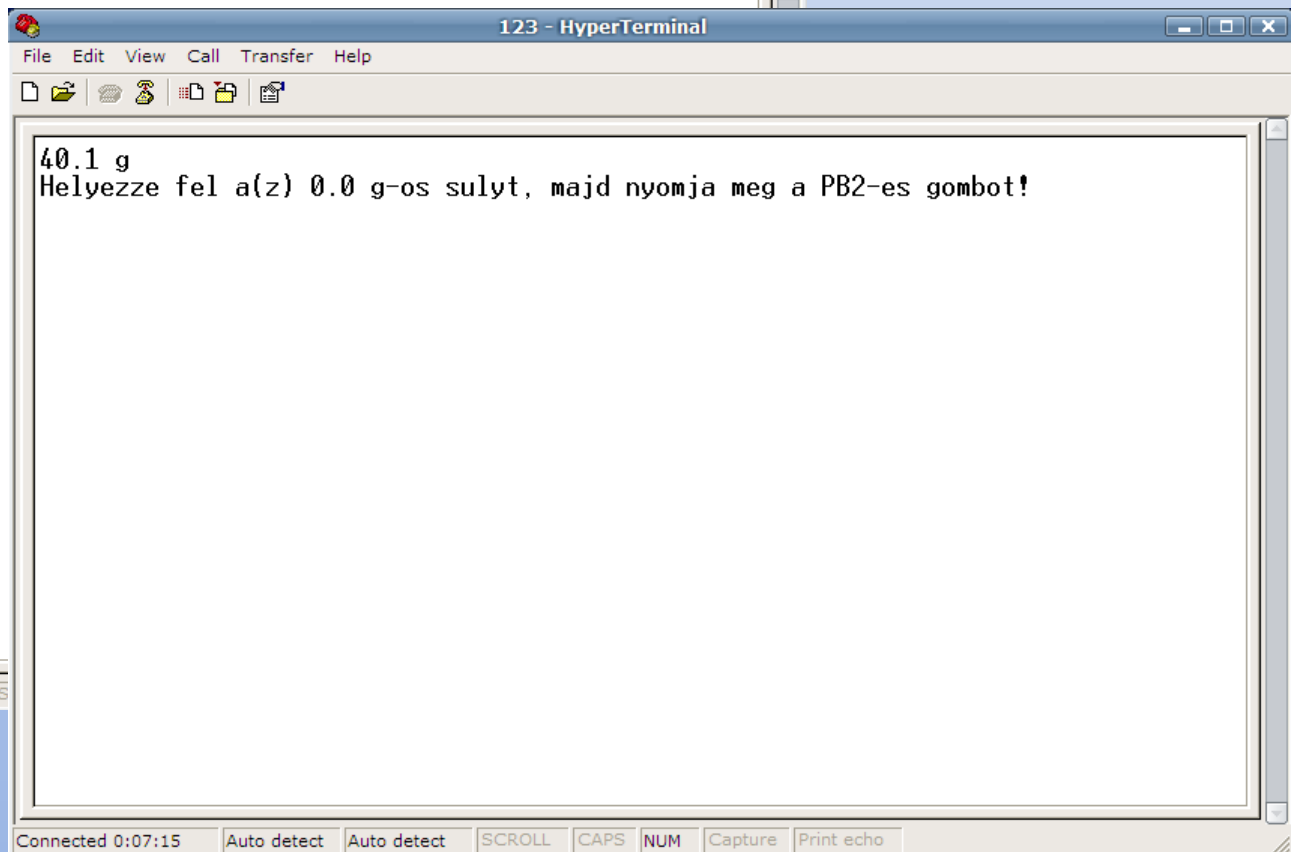 123 - HyperTerminal
File Edit View Call Transfer Help
40.1 g
Helyezze fel a(z) 0.0 g-os sulyt, majd nyomja meg a PB2-es gombot!
Connected 0:07:15 Auto detect Auto detect SCROLL CAPS NUM Capture Print echo